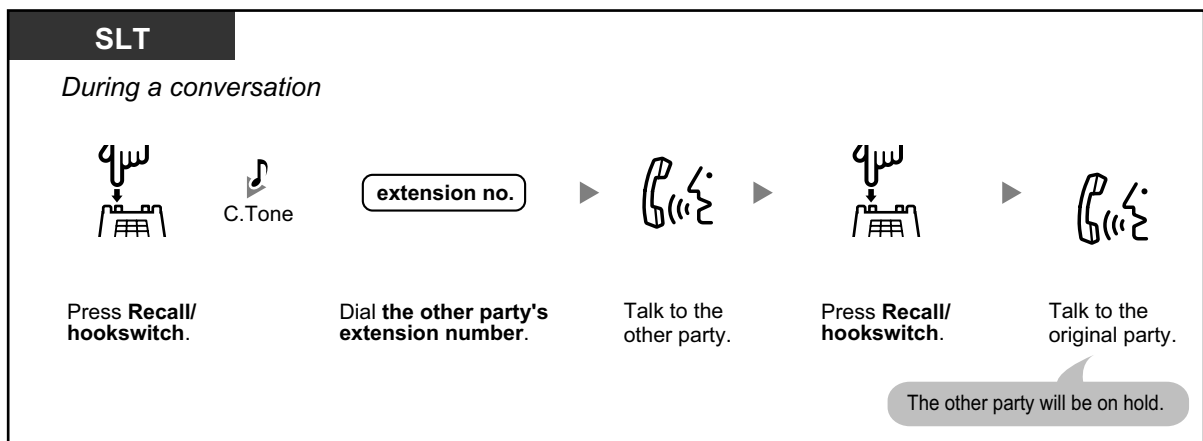 SLT
During a conversation
C.Tone
extension no.
Press Recall/
hookswitch.
Dial the other party's
extension number.
Talk to the
other party.
Press Recall/
hookswitch.
Talk to the
original party.
The other party will be on hold.